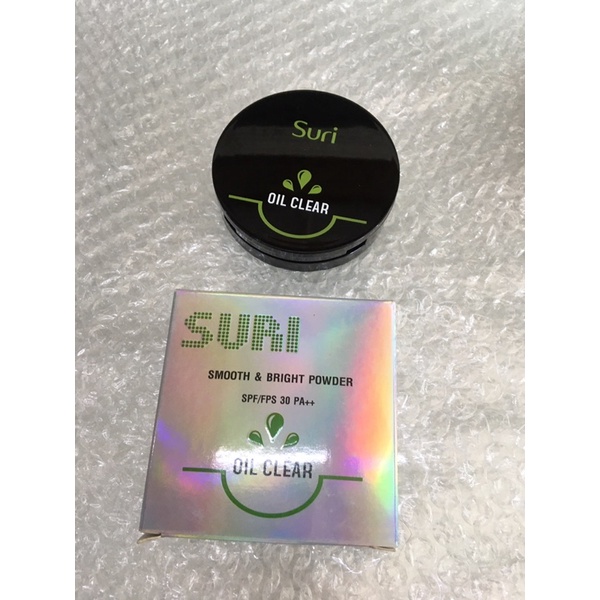 Suri
OIL CLEAR
SURI
SMOOTH & BRIGHT POWDER
SPF/FPS 30 PA++
OIL CLEAR